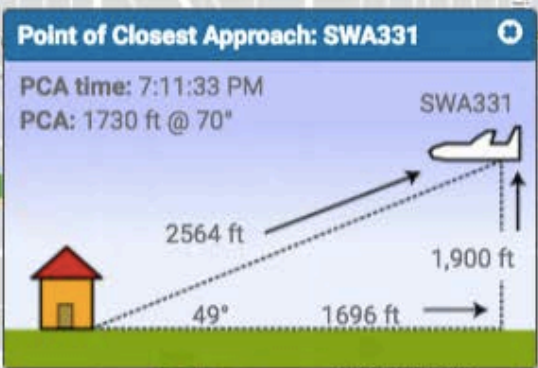 Point of Closest Approach: SWA331
PCA time: 7:11:33 PM
PCA: 1730 ft @ 70°
SWA331
2564 ft
1,900 ft
49°
1696 ft